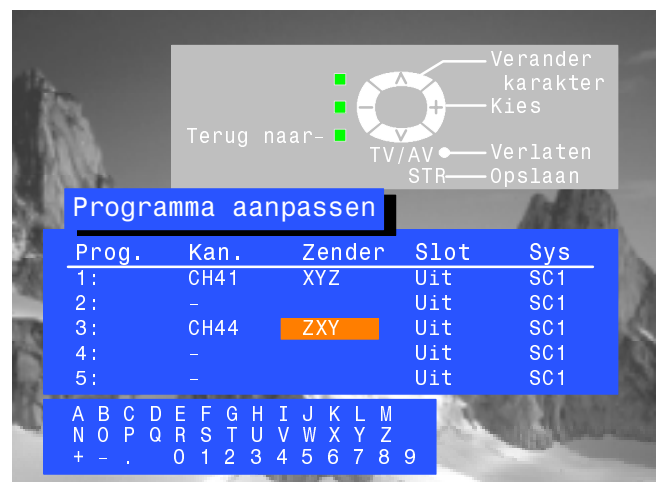 Verander
karakter
Kies
Terug naar
TV/AV Verlaten
STR Opslaan
Programma aanpassen
Prog. Kan. Zender Slot Sys
1: CH41 XYZ Uit SC1
2: - Uit SC1
3: CH44 ZXY Uit SC1
4: - Uit SC1
5: - Uit SC1
A B C D E F G H I J K L M
N O P Q R S T U V W X Y Z
+ - . 0 1 2 3 4 5 6 7 8 9